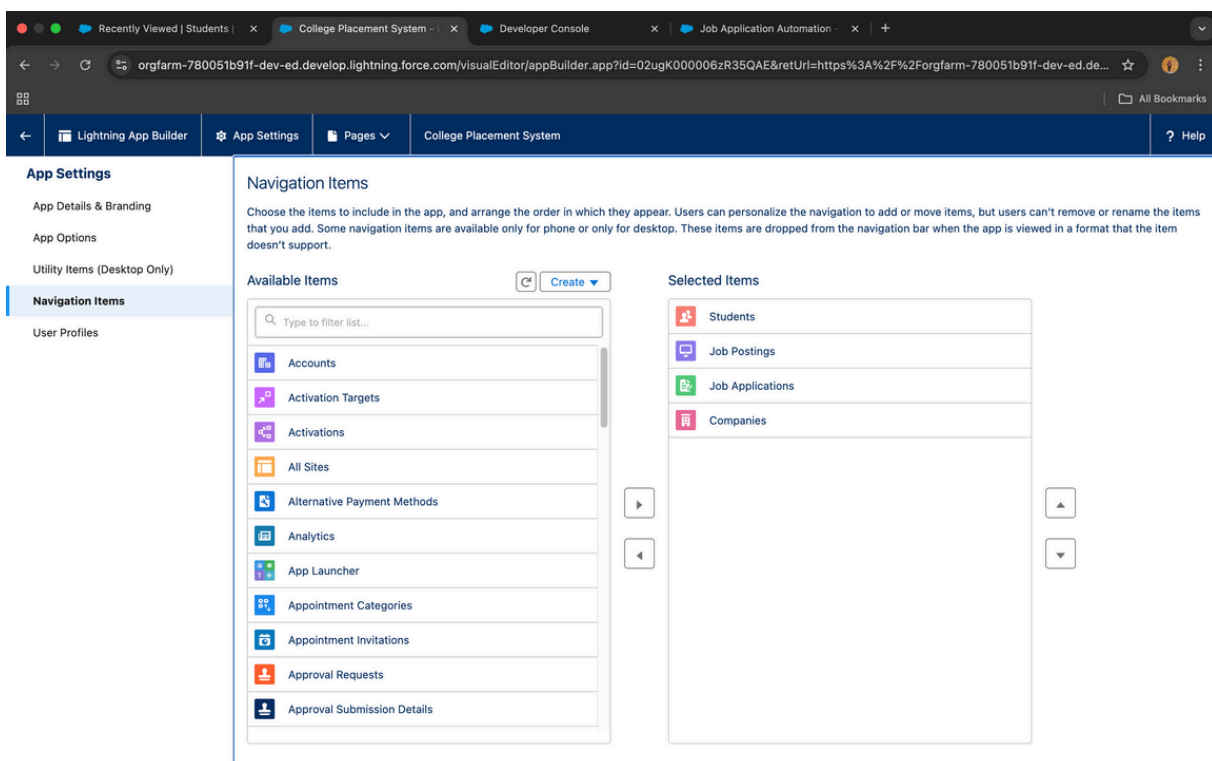 Recently Viewed | Students |
College Placement System - 
Developer Console
Job Application Automation -
orgfarm-780051b91f-dev-ed.develop.lightning.force.com/visualEditor/appBuilder.app?id=02ugK000006zR35QAE&retUrl=https%3A%2F%2Forgfarm-780051b91f-dev-ed.de...
All Bookmarks
Lightning App Builder
App Settings
Pages
College Placement System
? Help
App Settings
App Details & Branding
App Options
Utility Items (Desktop Only)
Navigation Items
User Profiles
Navigation Items
Choose the items to include in the app, and arrange the order in which they appear. Users can personalize the navigation to add or move items, but users can't remove or rename the items
that you add. Some navigation items are available only for phone or only for desktop. These items are dropped from the navigation bar when the app is viewed in a format that the item
doesn't support.
Available Items
Create
Type to filter list...
Accounts
Activation Targets
Activations
All Sites
Alternative Payment Methods
Analytics
App Launcher
Appointment Categories
Appointment Invitations
Approval Requests
Approval Submission Details
Selected Items
Students
Job Postings
Job Applications
Companies